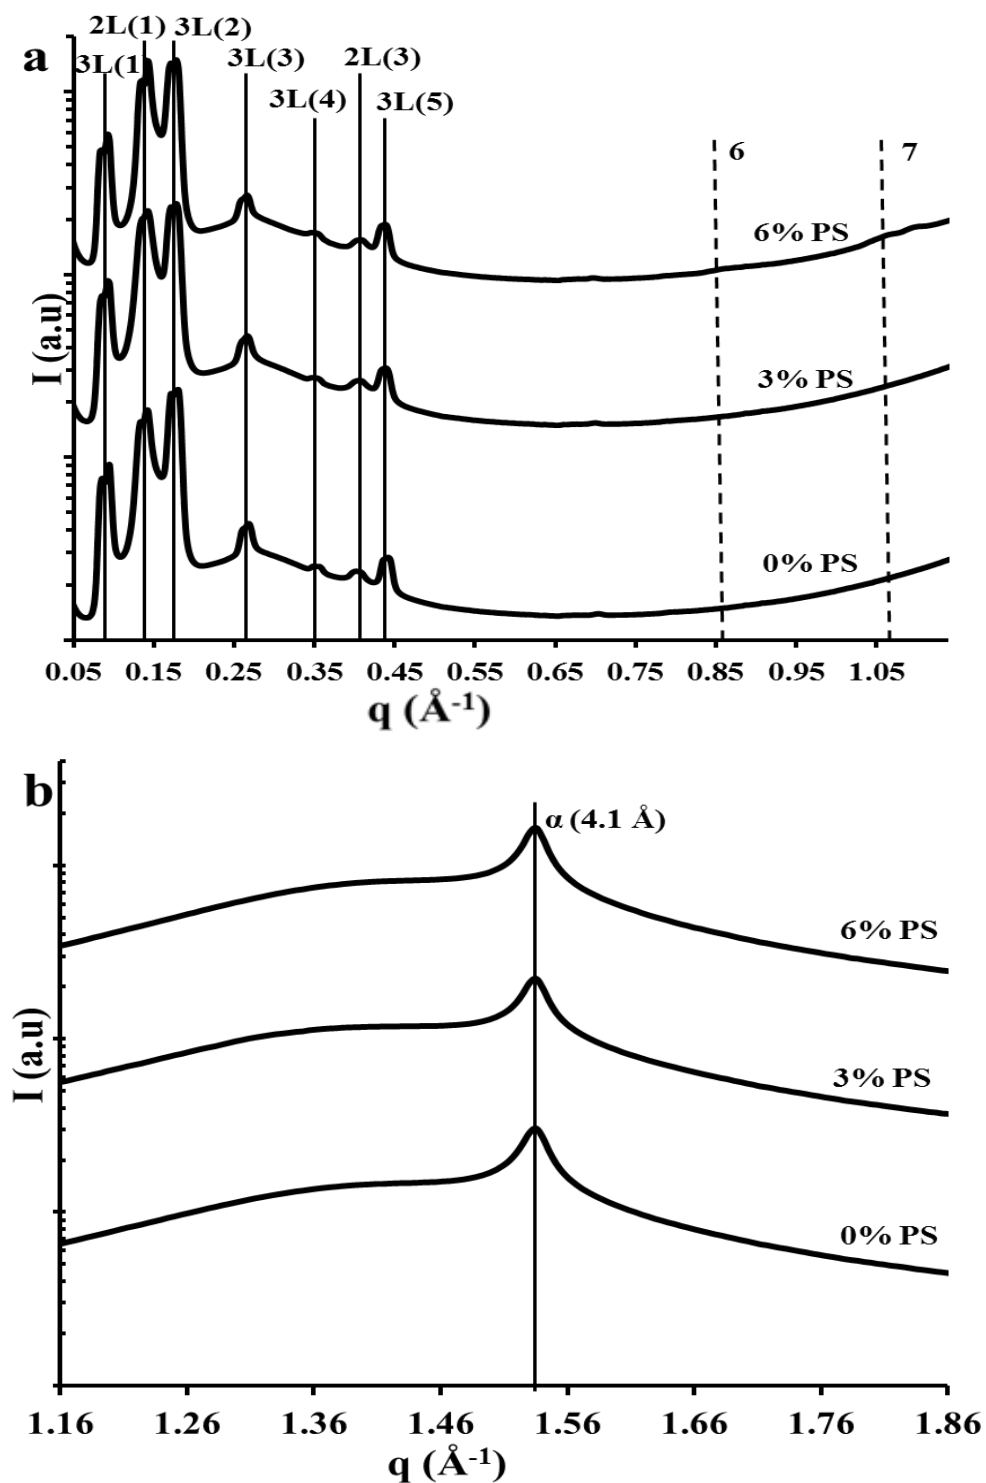 a
2L(1) 3L(2)
3L(1 3L(3) 2L(3)
3L(4) 3L(5)
6 7
6% PS
3% PS
0% PS
I (a.u)
0.05 0.15 0.25 0.35 0.45 0.55 0.65 0.75 0.85 0.95 1.05
q (Å⁻¹)
b
α (4.1 Å)
6% PS
3% PS
0% PS
I (a.u)
1.16 1.26 1.36 1.46 1.56 1.66 1.76 1.86
q (Å⁻¹)